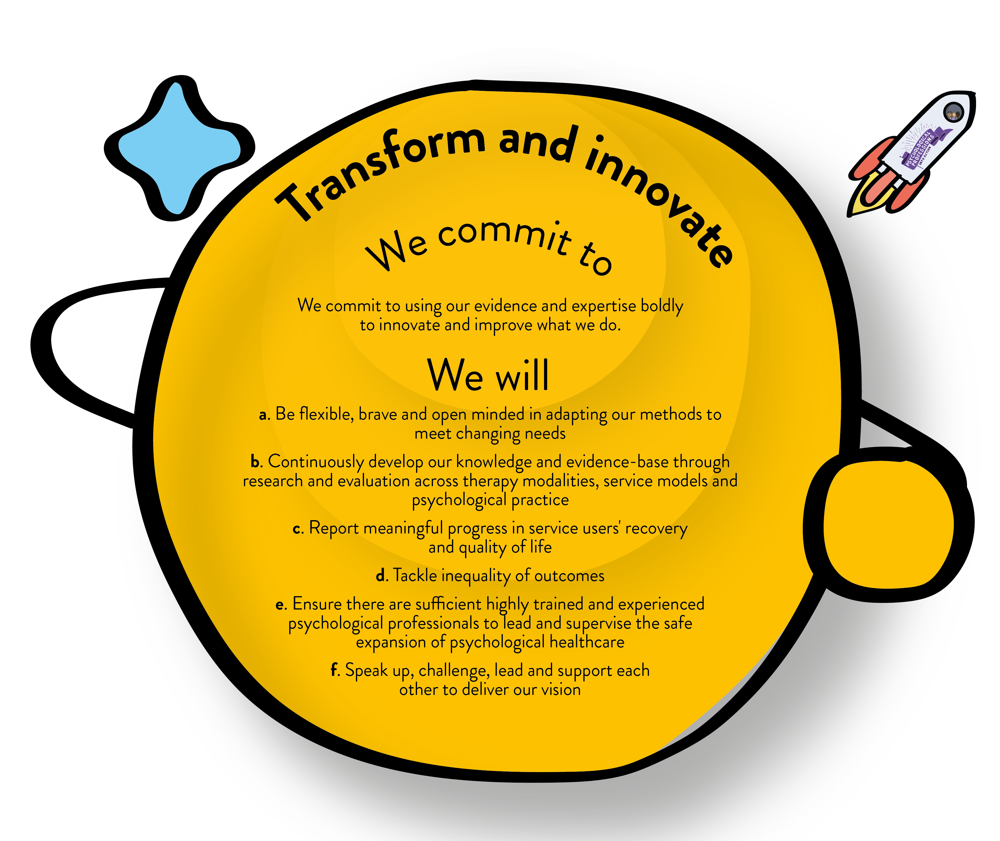 Transform and innovate
We commit to
We commit to using our evidence and expertise boldly
to innovate and improve what we do.
We will
a. Be flexible, brave and open minded in adapting our methods to
meet changing needs
b. Continuously develop our knowledge and evidence-base through
research and evaluation across therapy modalities, service models and
psychological practice
c. Report meaningful progress in service users' recovery
and quality of life
d. Tackle inequality of outcomes
e. Ensure there are sufficient highly trained and experienced
psychological professionals to lead and supervise the safe
expansion of psychological healthcare
f. Speak up, challenge, lead and support each
other to deliver our vision
PSYCHOLOGICAL
PROFESSIONS
INTO ACTION